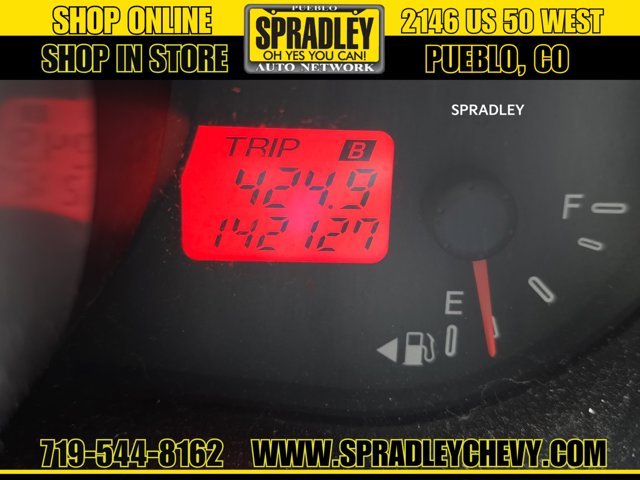 SHOP ONLINE
SHOP IN STORE
PUEBLO
SPRADLEY
OH YES YOU CAN!
AUTO NETWORK
2146 US 50 WEST
PUEBLO, CO
SPRADLEY
TRIP B
424.9
142127
F
E
719-544-8162
WWW.SPRADLEYCHEVY.COM